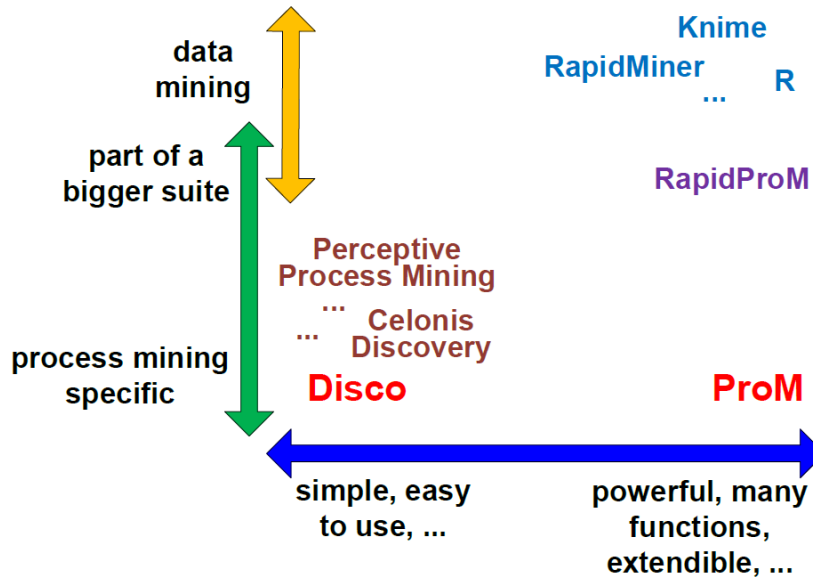 data
mining
part of a
bigger suite
process mining
specific
Knime
RapidMiner
...
R
RapidProM
Perceptive
Process Mining
...
...
Celonis
Discovery
Disco
ProM
simple, easy
to use, ...
powerful, many
functions,
extendible, ...